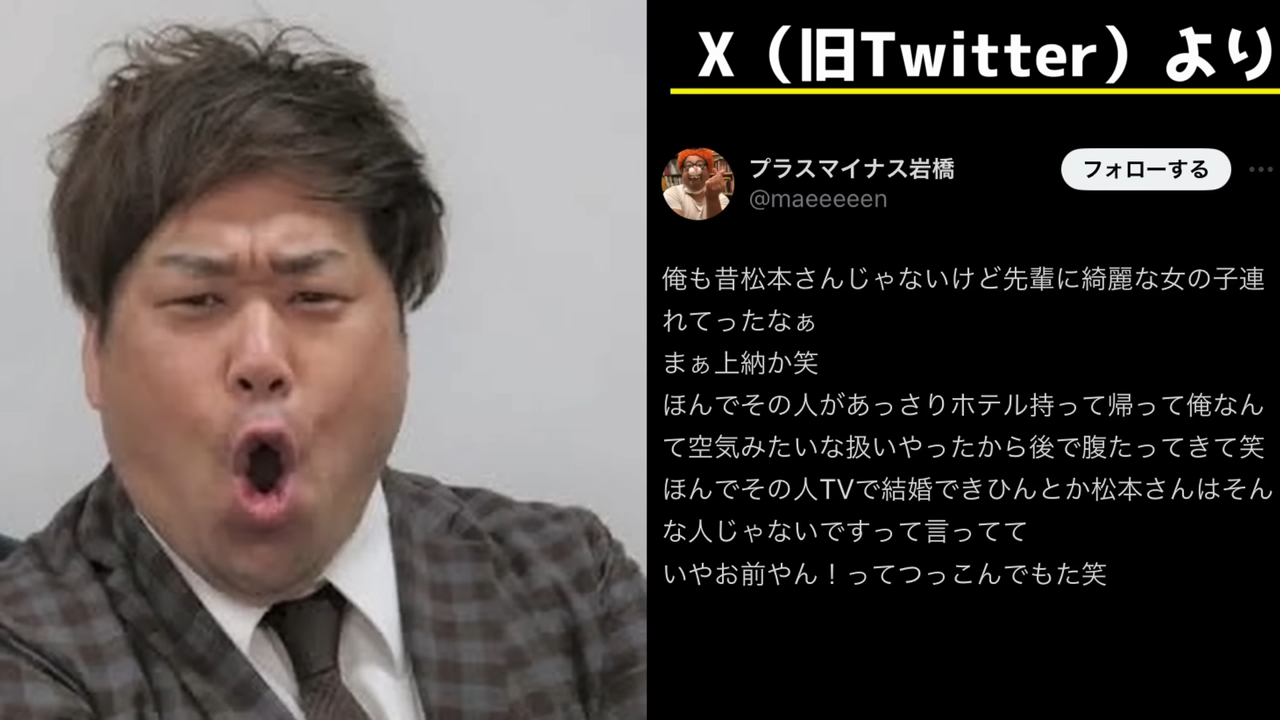 X（旧Twitter）より
プラスマイナス岩橋
フォローする
@maeeeeen
俺も昔松本さんじゃないけど先輩に綺麗な女の子連
れてったなぁ
まぁ上納か笑
ほんでその人があっさりホテル持って帰って俺なん
て空気みたいな扱いやったから後で腹たってきて笑
ほんでその人TVで結婚できひんとか松本さんはそん
な人じゃないですって言ってて
いやお前やん！ってつっこんでもた笑